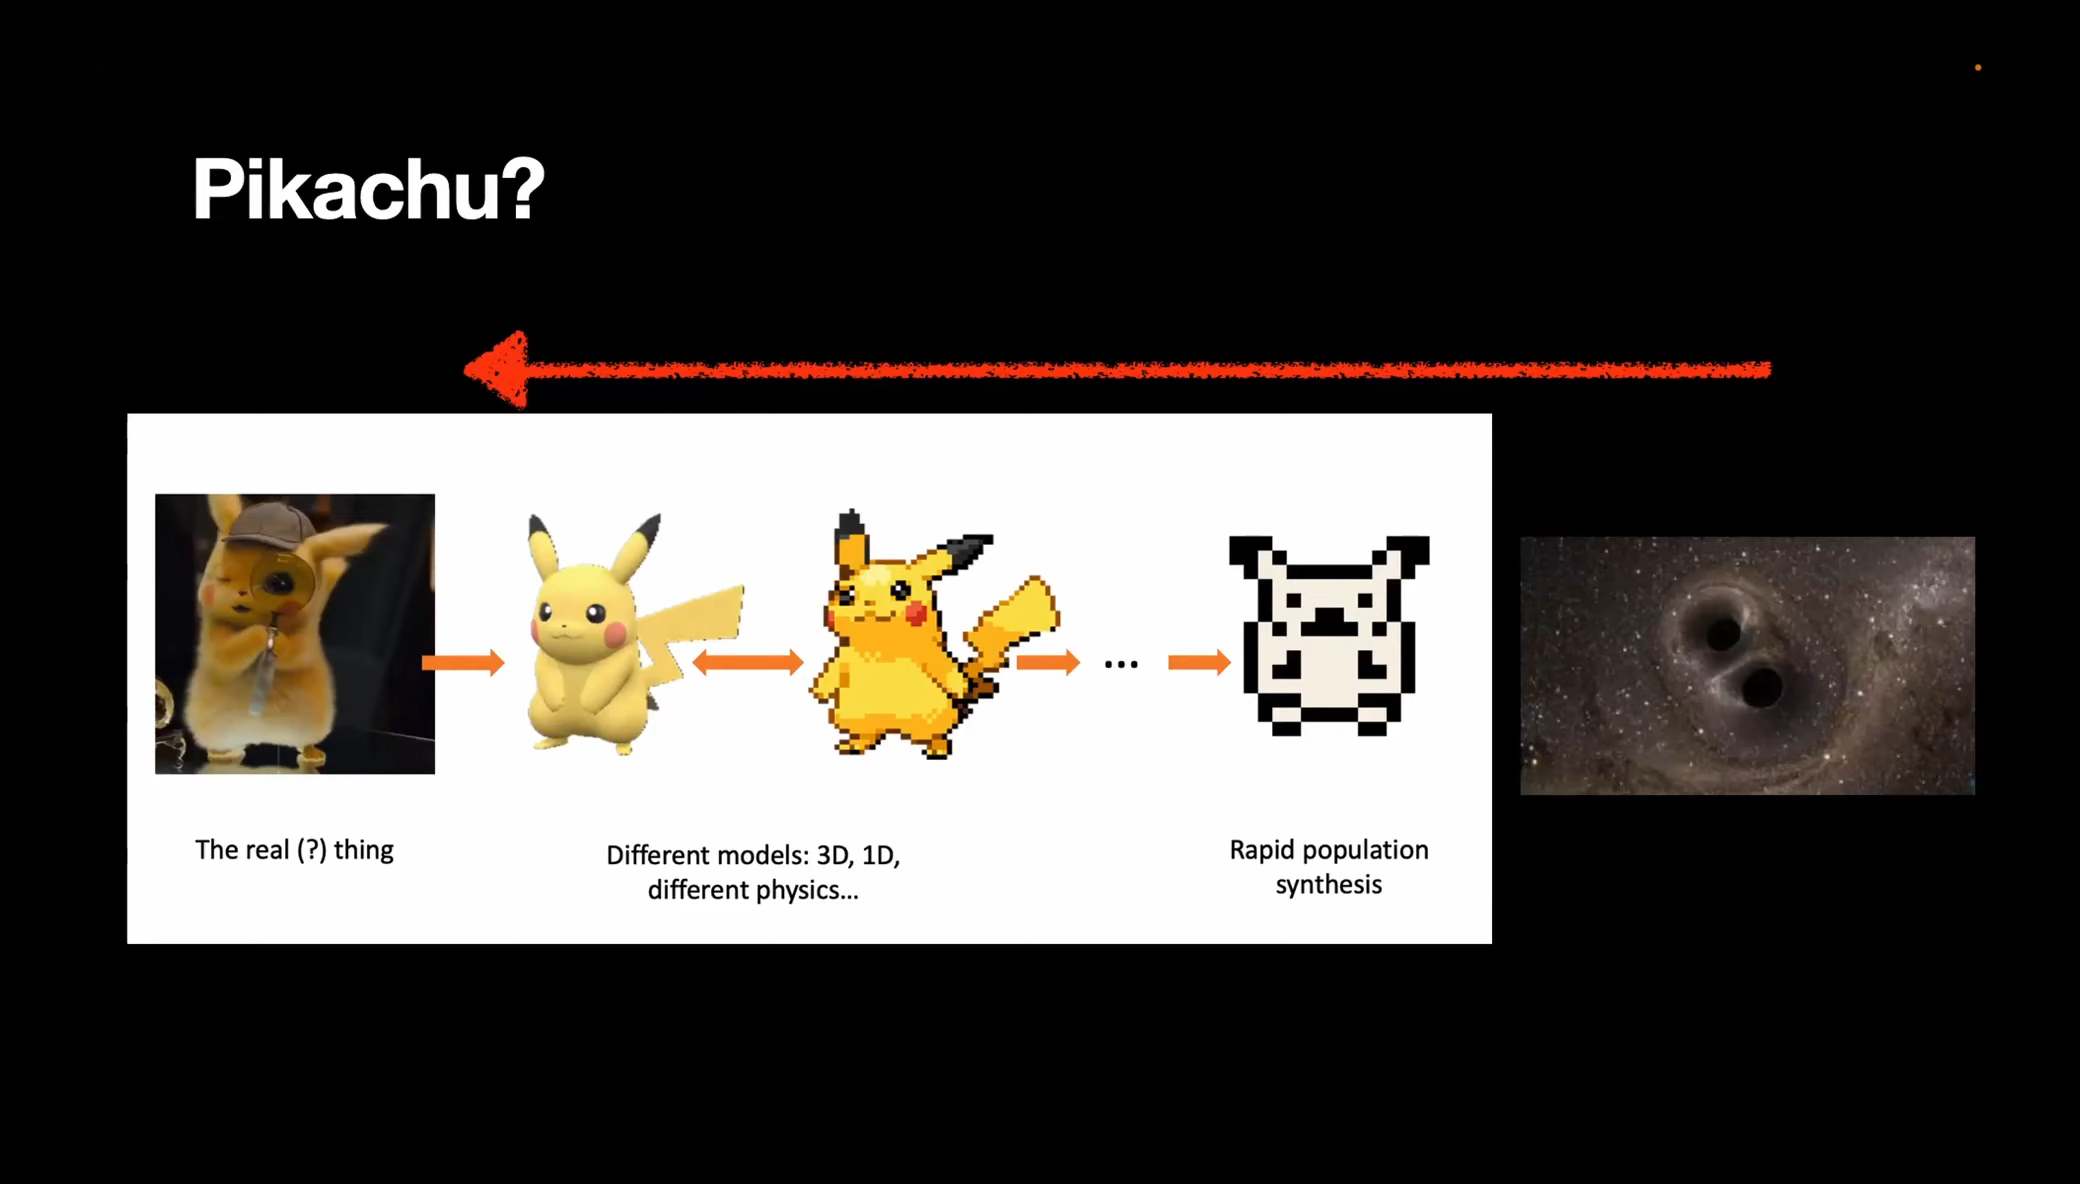 Pikachu?
The real (?) thing
Different models: 3D, 1D,
different physics...
...
Rapid population
synthesis